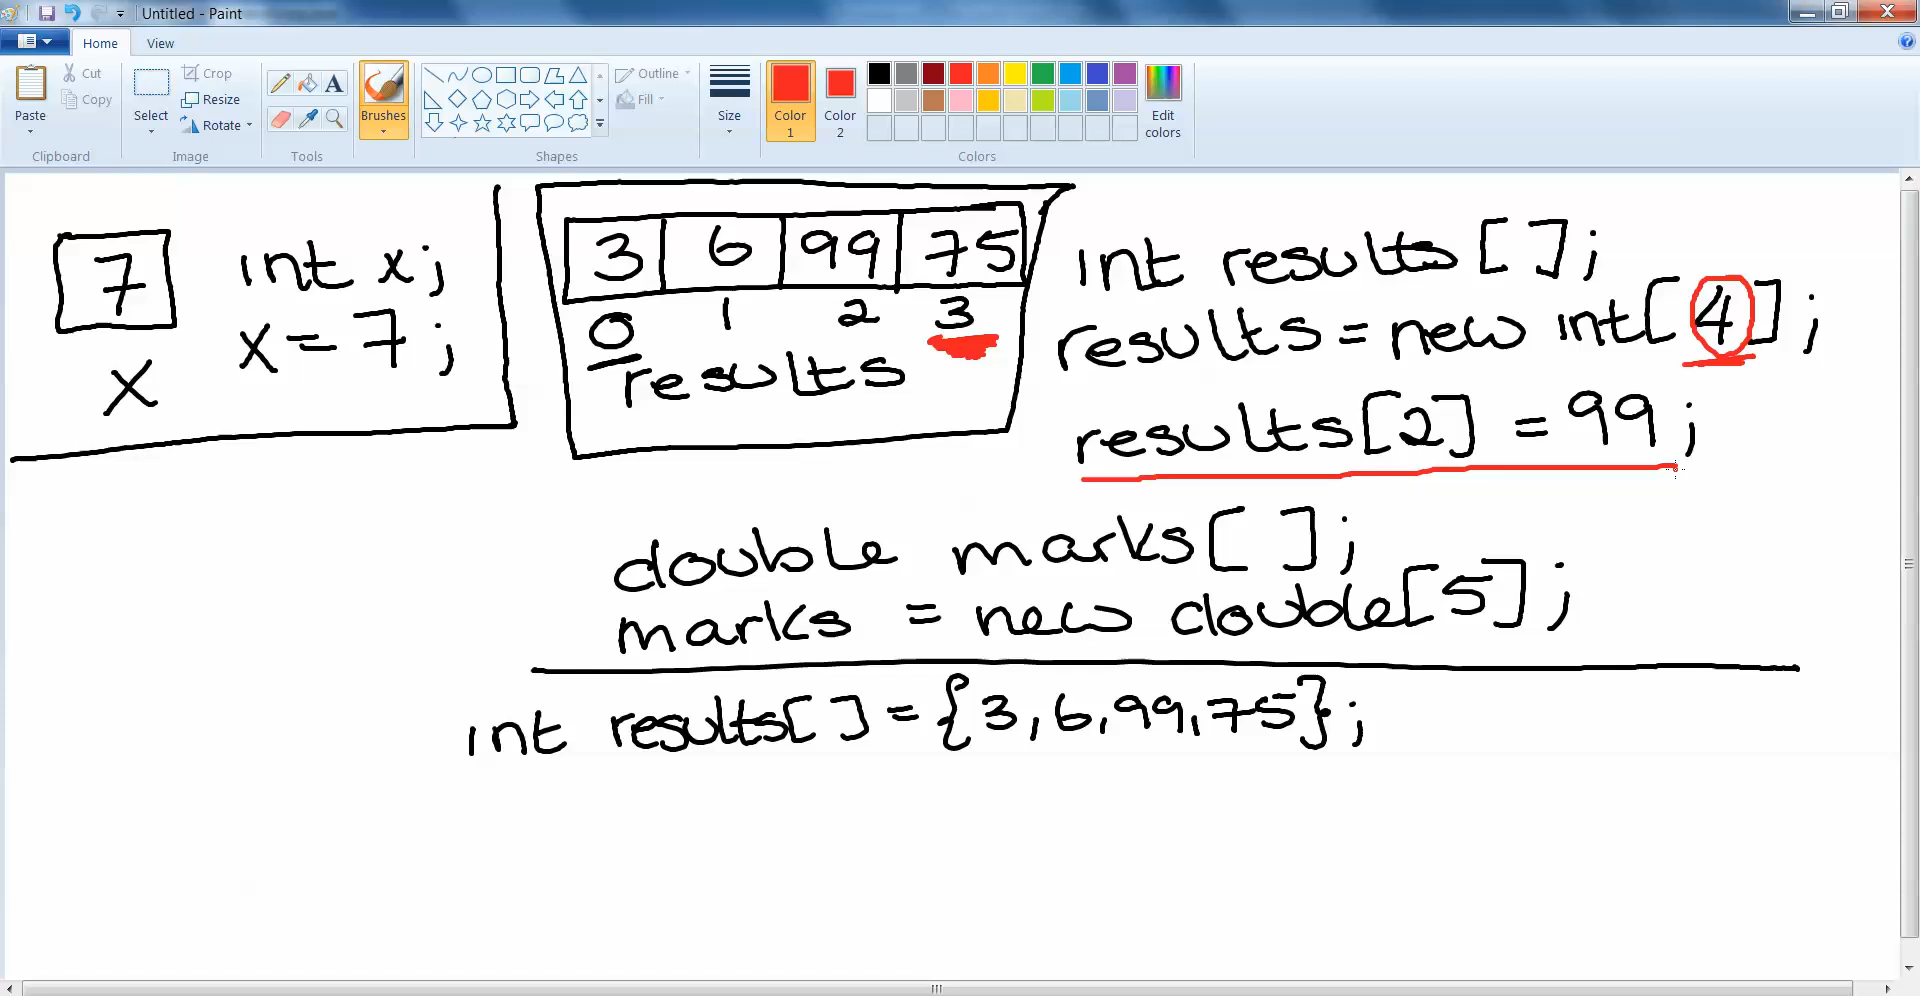 Untitled - Paint
Home View
Paste
Cut
Copy
Clipboard
Select
Crop
Resize
Rotate
Image
Tools
Brushes
Shapes
Outline
Fill
Size
Color 1
Color 2
Edit colors
Colors
7
x
int x;
x = 7;
3 6 99 75
0 1 2 3
results
int results[ ];
results = new int[4];
results[2] = 99;
double marks[ ];
marks = new double[5];
int results[ ] = {3,6,99,75};